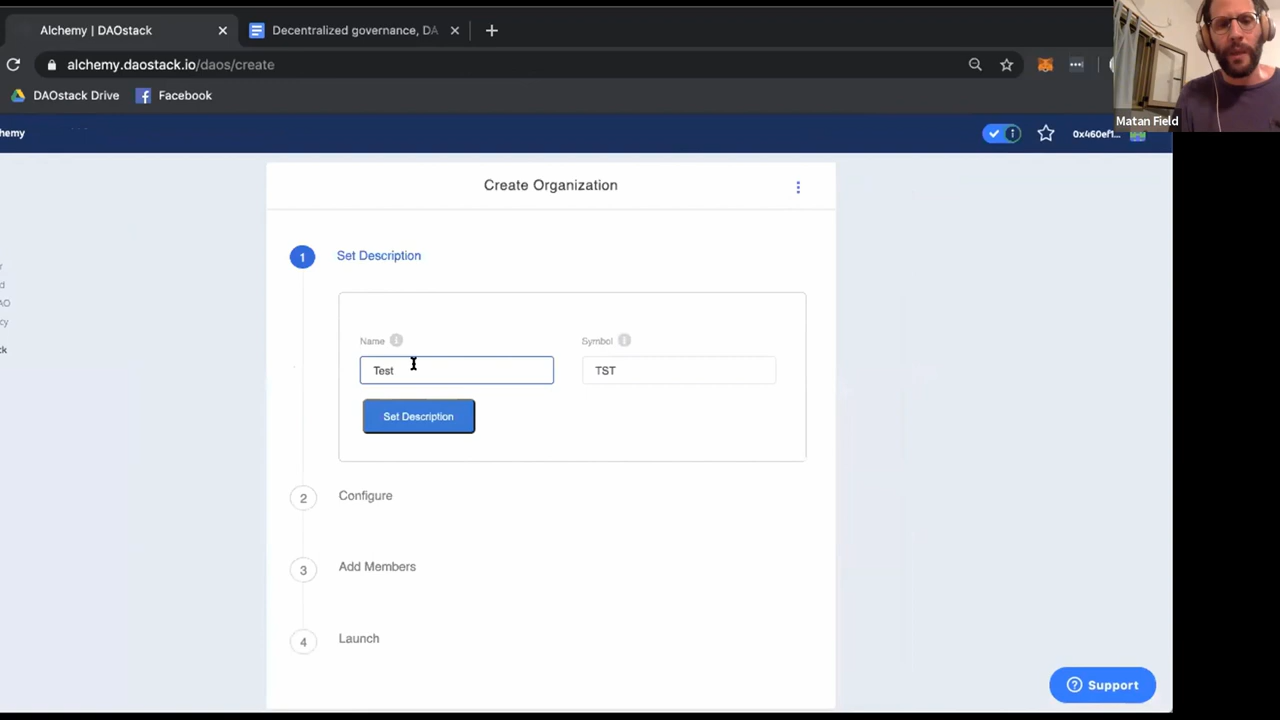 Alchemy | DAOstack
Decentralized governance, DA
alchemy.daostack.io/daos/create
DAOstack Drive
Facebook
Matan Field
hemy
0x460ef1...
Create Organization
1 Set Description
Name
Symbol
Test
TST
Set Description
2 Configure
3 Add Members
4 Launch
Support